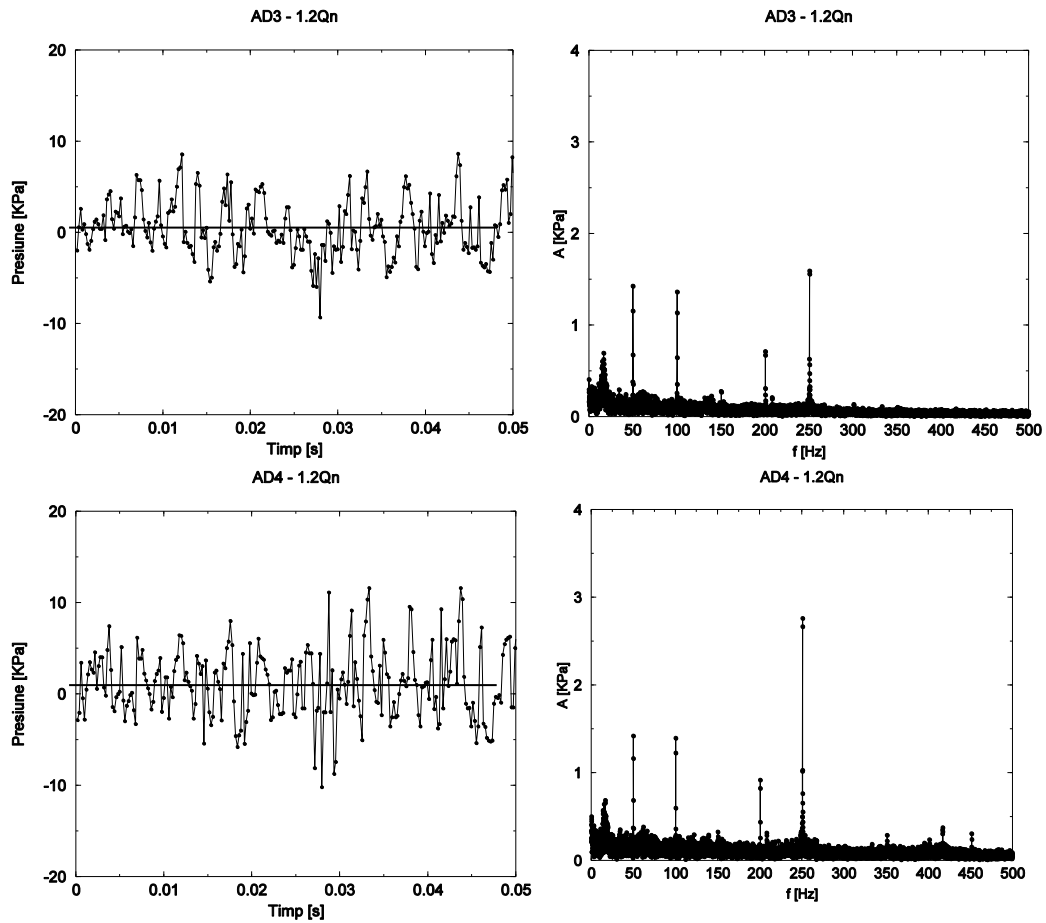 AD3 - 1.2Qn
20
10
0
-10
-20
Presiune [KPa]
0 0.01 0.02 0.03 0.04 0.05
Timp [s]
AD3 - 1.2Qn
4
3
2
1
0
A [KPa]
0 50 100 150 200 250 300 350 400 450 500
f [Hz]
AD4 - 1.2Qn
20
10
0
-10
-20
Presiune [KPa]
0 0.01 0.02 0.03 0.04 0.05
Timp [s]
AD4 - 1.2Qn
4
3
2
1
0
A [KPa]
0 50 100 150 200 250 300 350 400 450 500
f [Hz]